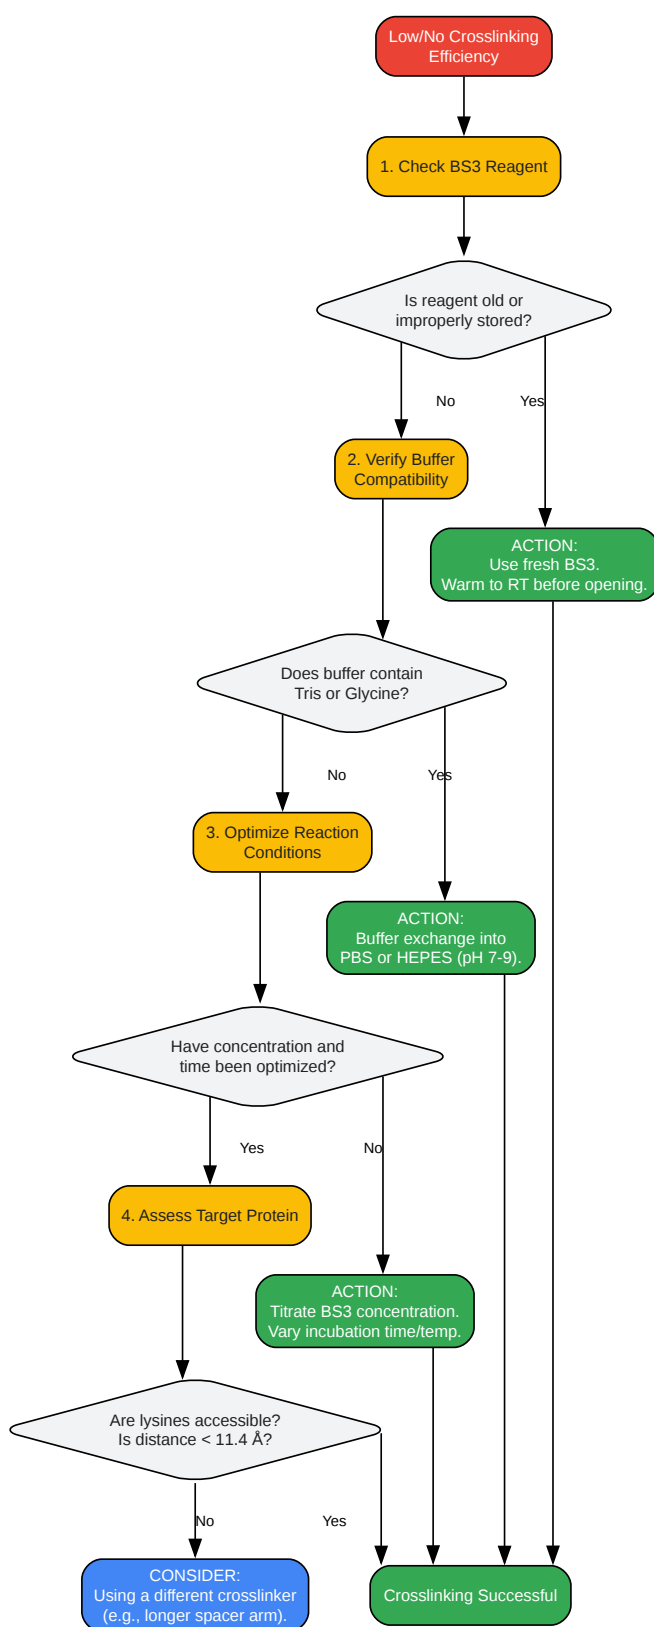 Low/No Crosslinking
Efficiency
1. Check BS3 Reagent
Is reagent old or
improperly stored?
No
Yes
2. Verify Buffer
Compatibility
ACTION:
Use fresh BS3.
Warm to RT before opening.
Does buffer contain
Tris or Glycine?
No
Yes
3. Optimize Reaction
Conditions
ACTION:
Buffer exchange into
PBS or HEPES (pH 7-9).
Have concentration and
time been optimized?
Yes
No
4. Assess Target Protein
ACTION:
Titrate BS3 concentration.
Vary incubation time/temp.
Are lysines accessible?
Is distance < 11.4 Å?
No
Yes
CONSIDER:
Using a different crosslinker
(e.g., longer spacer arm).
Crosslinking Successful